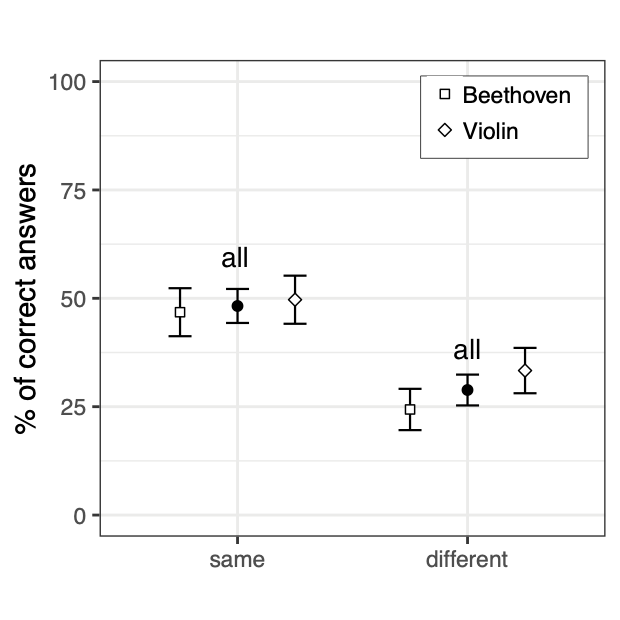 % of correct answers
100
75
50
25
0
Beethoven
Violin
all
all
same
different